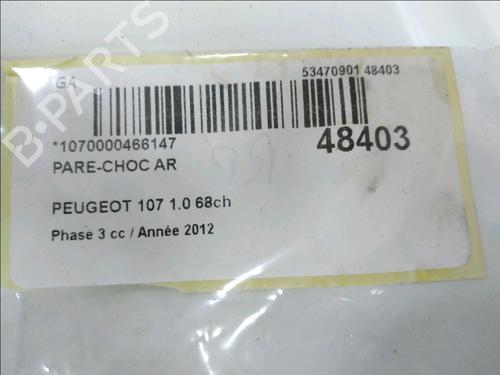 GA
53470901 48403
*1070000466147
48403
PARE-CHOC AR
PEUGEOT 107 1.0 68ch
Phase 3 cc / Année 2012
B-PARTS